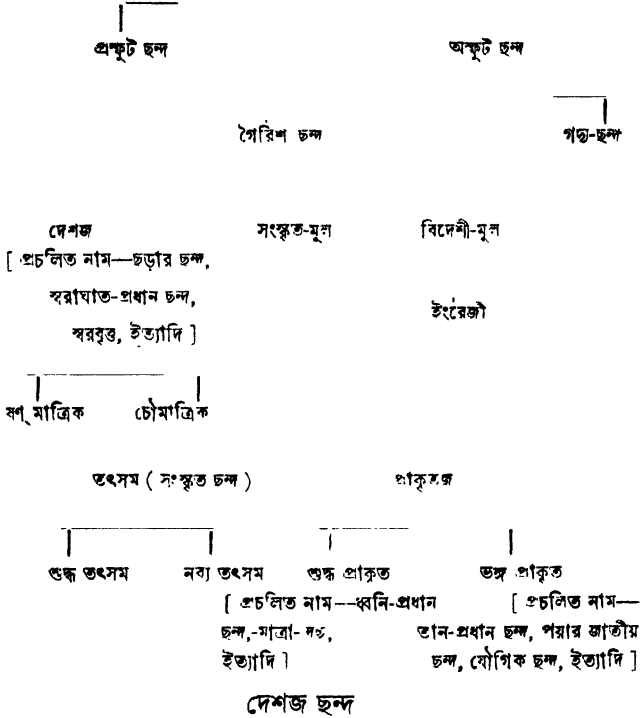 প্রস্ফুট ছন্দ অস্ফুট ছন্দ
গৈরিশ ছন্দ গদ্য-ছন্দ
দেশজ সংস্কৃত-মূল বিদেশী-মূল
[ প্রচলিত নাম—ছড়ার ছন্দ,
স্বরাঘাত-প্রধান ছন্দ,
ইংরেজী
স্বরবৃত্ত, ইত্যাদি ]
ষণ্মাত্রিক চৌমাত্রিক
তৎসম ( সংস্কৃত ছন্দ ) প্রাকৃতজ
শুদ্ধ তৎসম নব্য তৎসম শুদ্ধ প্রাকৃত ভঙ্গ প্রাকৃত
[ প্রচলিত নাম—ধ্বনি-প্রধান [ প্রচলিত নাম—
ছন্দ,-মাত্রা- তান-প্রধান ছন্দ, পয়ার জাতীয়
ইত্যাদি ] ছন্দ, যৌগিক ছন্দ, ইত্যাদি ]
দেশজ ছন্দ